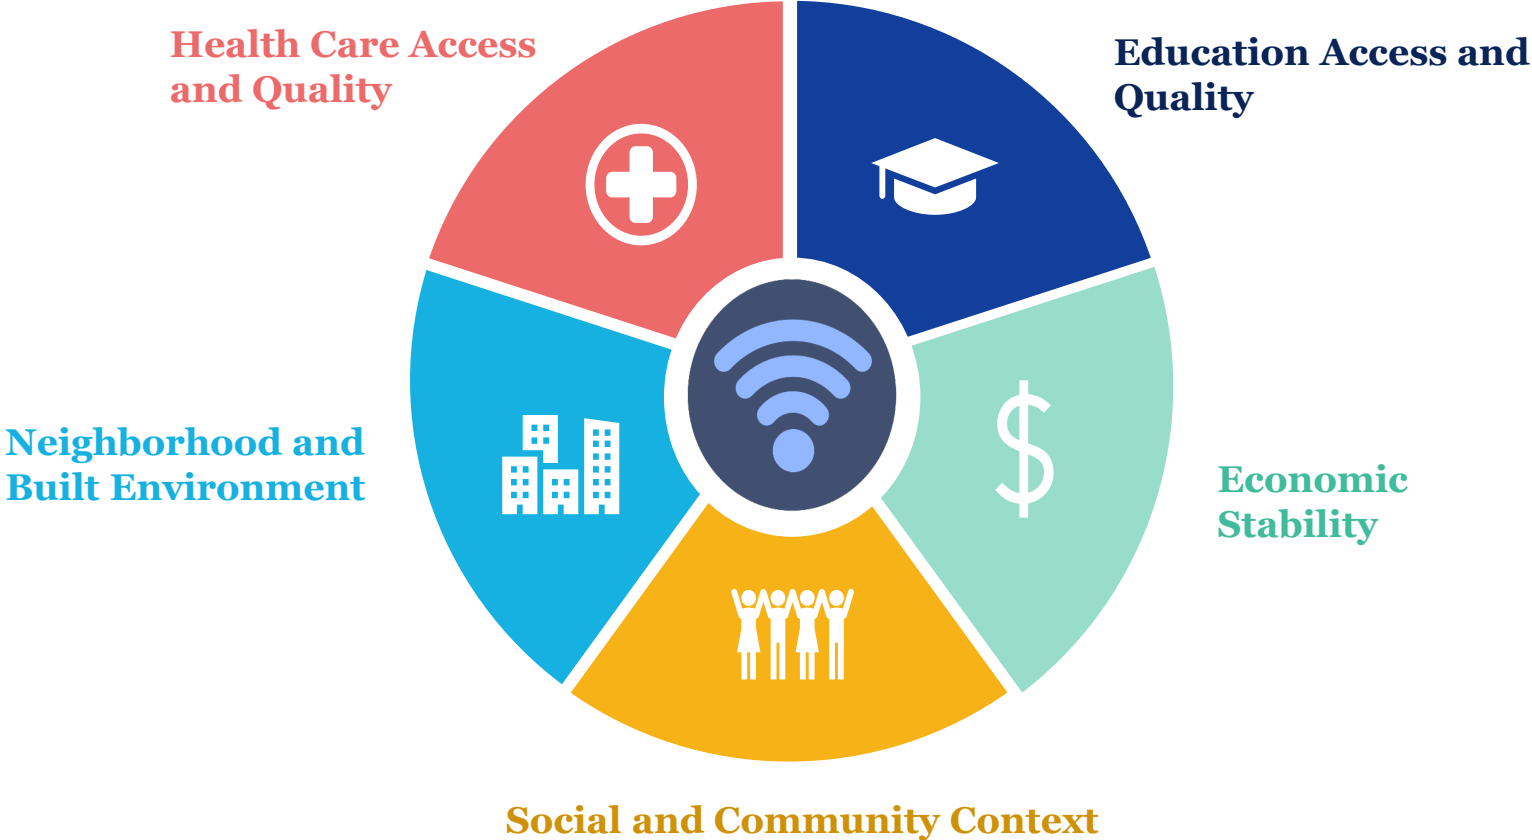 Health Care Access
and Quality
Education Access and
Quality
Neighborhood and
Built Environment
Economic
Stability
Social and Community Context